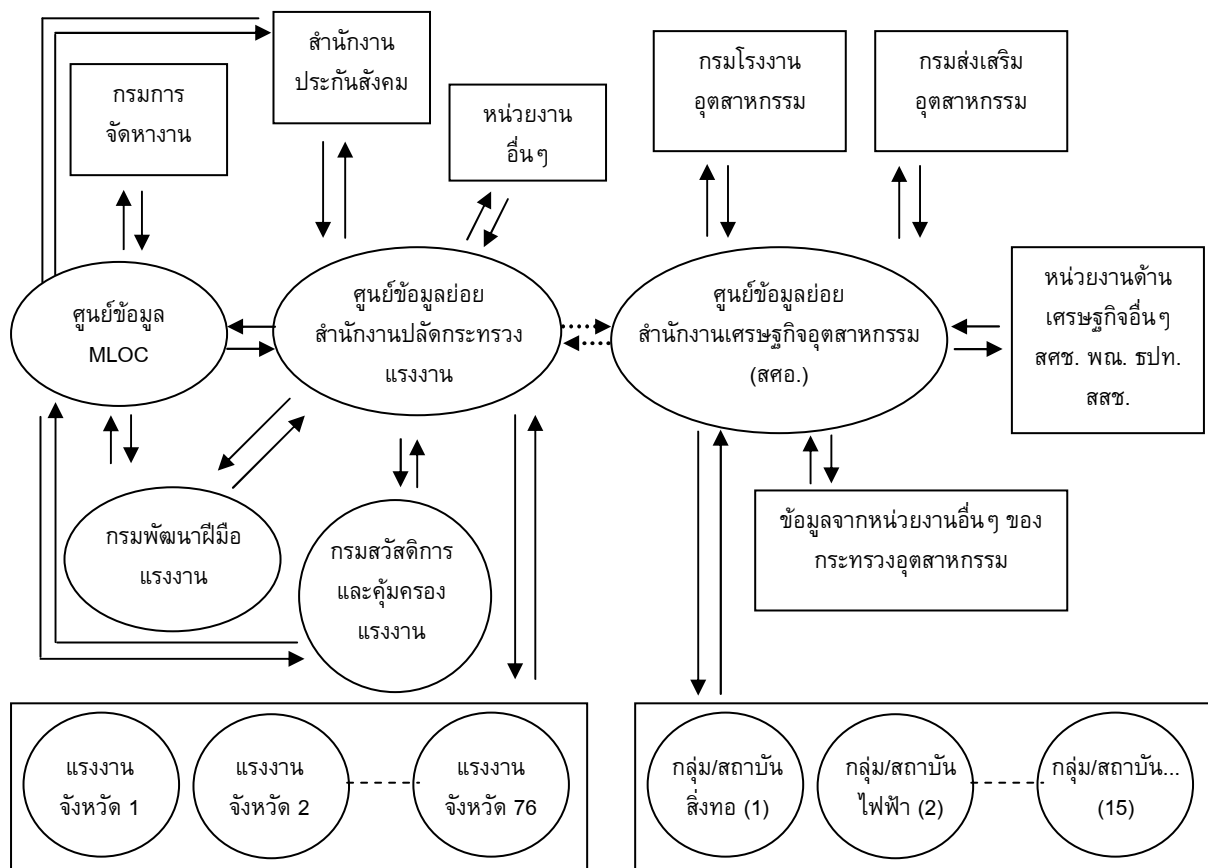 สำนักงาน
ประกันสังคม
กรมการ
จัดหางาน
หน่วยงาน
อื่นๆ
กรมโรงงาน
อุตสาหกรรม
กรมส่งเสริม
อุตสาหกรรม
ศูนย์ข้อมูล
MLOC
ศูนย์ข้อมูลย่อย
สำนักงานปลัดกระทรวง
แรงงาน
ศูนย์ข้อมูลย่อย
สำนักงานเศรษฐกิจอุตสาหกรรม
(สศอ.)
หน่วยงานด้าน
เศรษฐกิจอื่นๆ
สศช. พณ. ธปท.
สสช.
กรมพัฒนาฝีมือ
แรงงาน
กรมสวัสดิการ
และคุ้มครอง
แรงงาน
ข้อมูลจากหน่วยงานอื่นๆ ของ
กระทรวงอุตสาหกรรม
แรงงาน
จังหวัด 1
แรงงาน
จังหวัด 2
แรงงาน
จังหวัด 76
กลุ่ม/สถาบัน
สิ่งทอ (1)
กลุ่ม/สถาบัน
ไฟฟ้า (2)
กลุ่ม/สถาบัน...
(15)